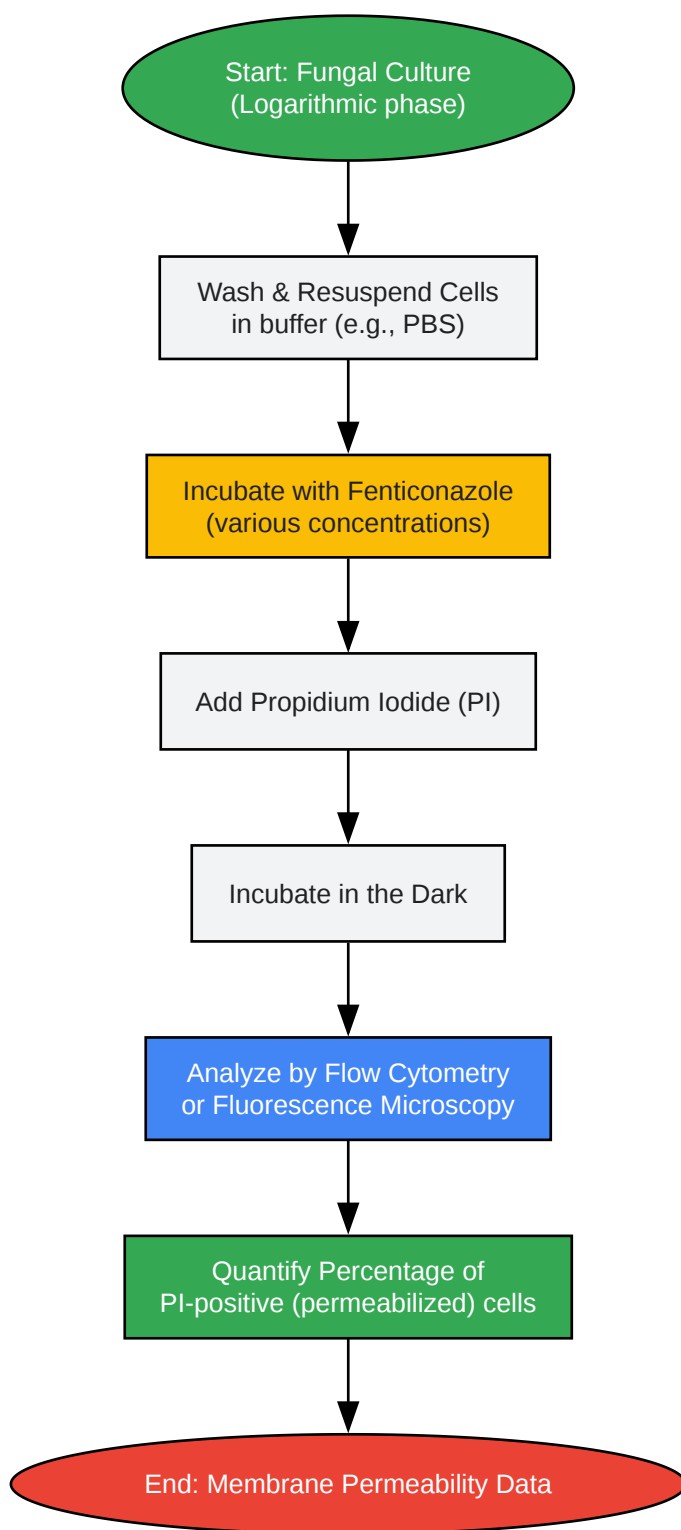 Start: Fungal Culture
(Logarithmic phase)
Wash & Resuspend Cells
in buffer (e.g., PBS)
Incubate with Fenticonazole
(various concentrations)
Add Propidium Iodide (PI)
Incubate in the Dark
Analyze by Flow Cytometry
or Fluorescence Microscopy
Quantify Percentage of
PI-positive (permeabilized) cells
End: Membrane Permeability Data